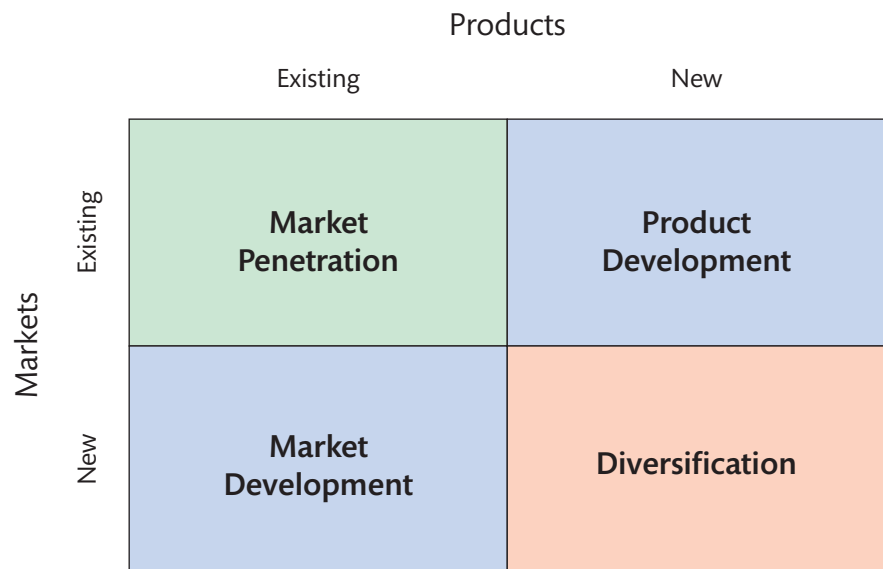 Products
Existing
New
Markets
Existing
Market
Penetration
Product
Development
New
Market
Development
Diversification